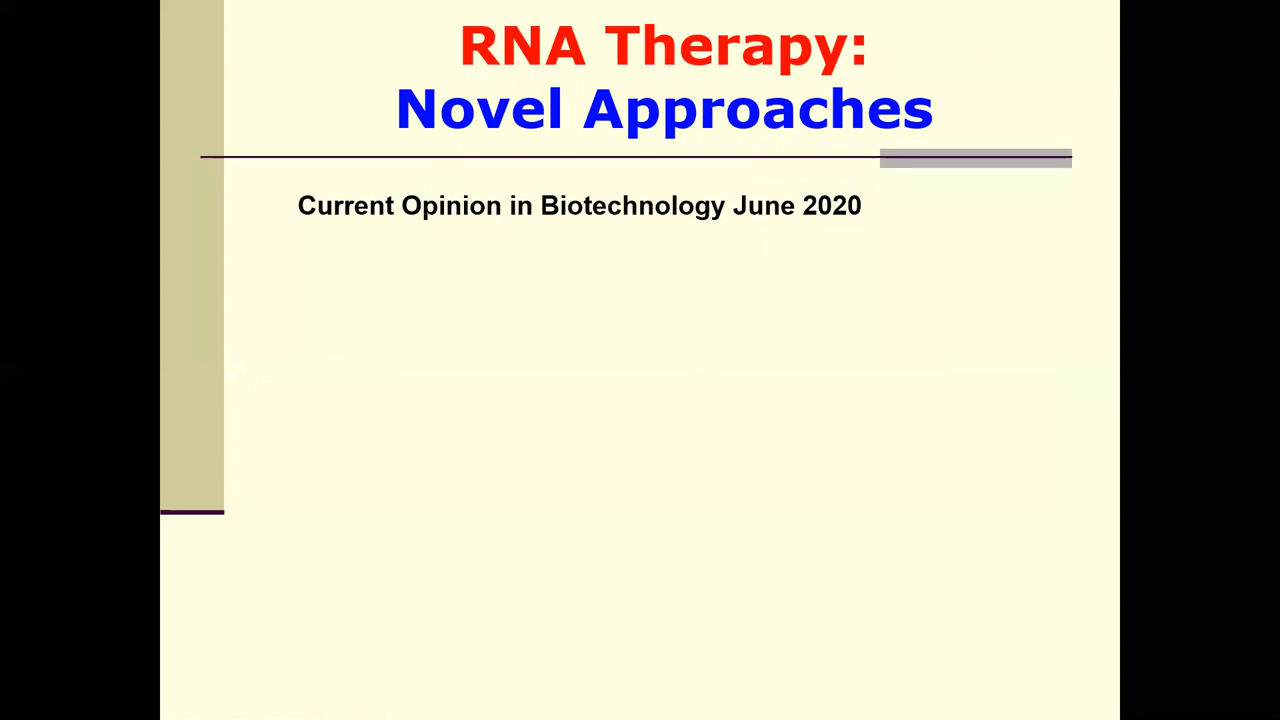 RNA Therapy:
Novel Approaches
Current Opinion in Biotechnology June 2020